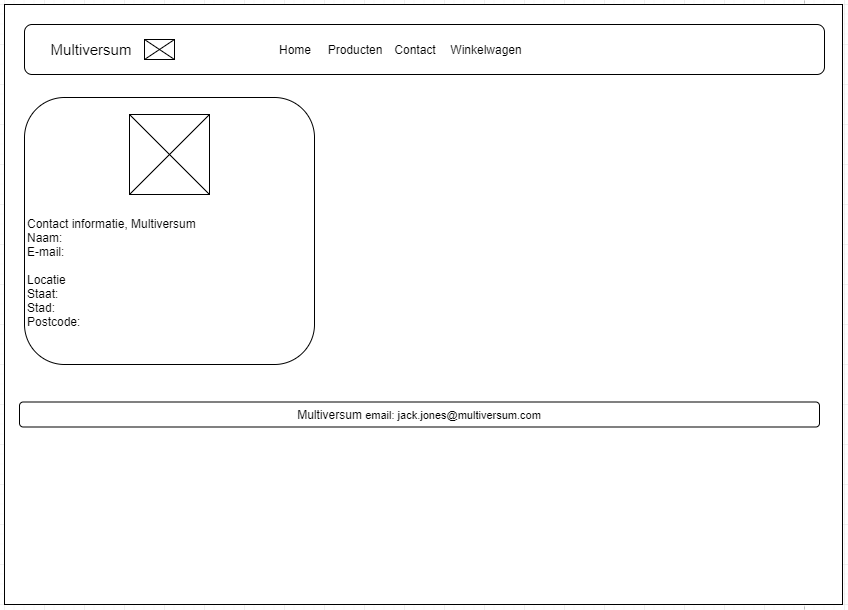 Multiversum Home Producten Contact Winkelwagen
Contact informatie, Multiversum
Naam:
E-mail:
Locatie
Staat:
Stad:
Postcode:
Multiversum email: jack.jones@multiversum.com